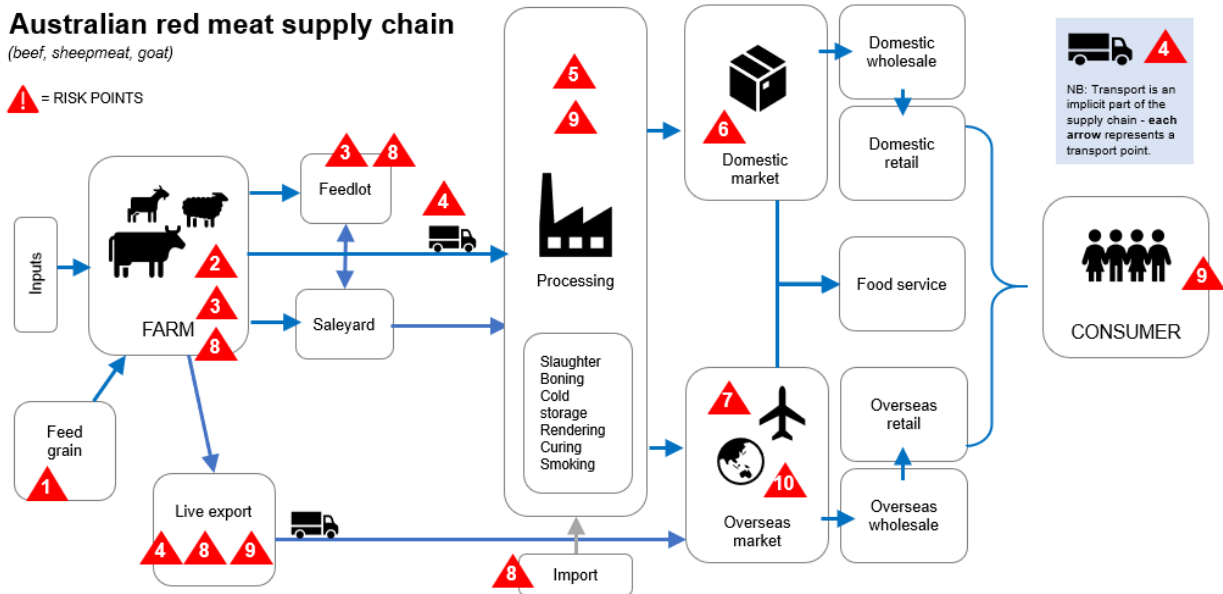 Australian red meat supply chain
(beef, sheepmeat, goat)
! = RISK POINTS
Inputs
FARM
2
3
8
Feed
grain
1
Feedlot
3
8
Saleyard
4
Live export
4
8
9
5
9
Processing
Slaughter
Boning
Cold
storage
Rendering
Curing
Smoking
8
Import
6
Domestic
market
7
10
Overseas
market
Domestic
wholesale
Domestic
retail
Food service
Overseas
retail
Overseas
wholesale
4
NB: Transport is an
implicit part of the
supply chain - each
arrow represents a
transport point.
9
CONSUMER